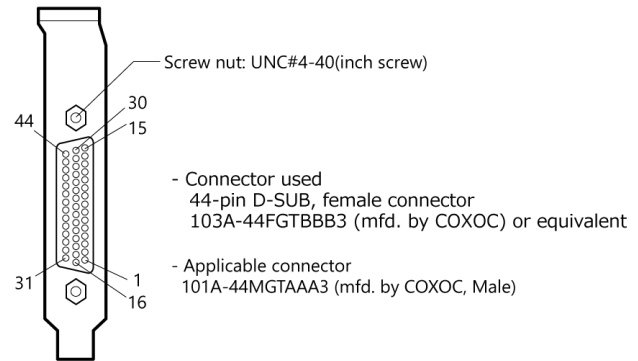 Screw nut: UNC#4-40(inch screw)
30
44
15
- Connector used
44-pin D-SUB, female connector
103A-44FGTBBB3 (mfd. by COXOC) or equivalent
- Applicable connector
101A-44MGTAAA3 (mfd. by COXOC, Male)
31
1
16